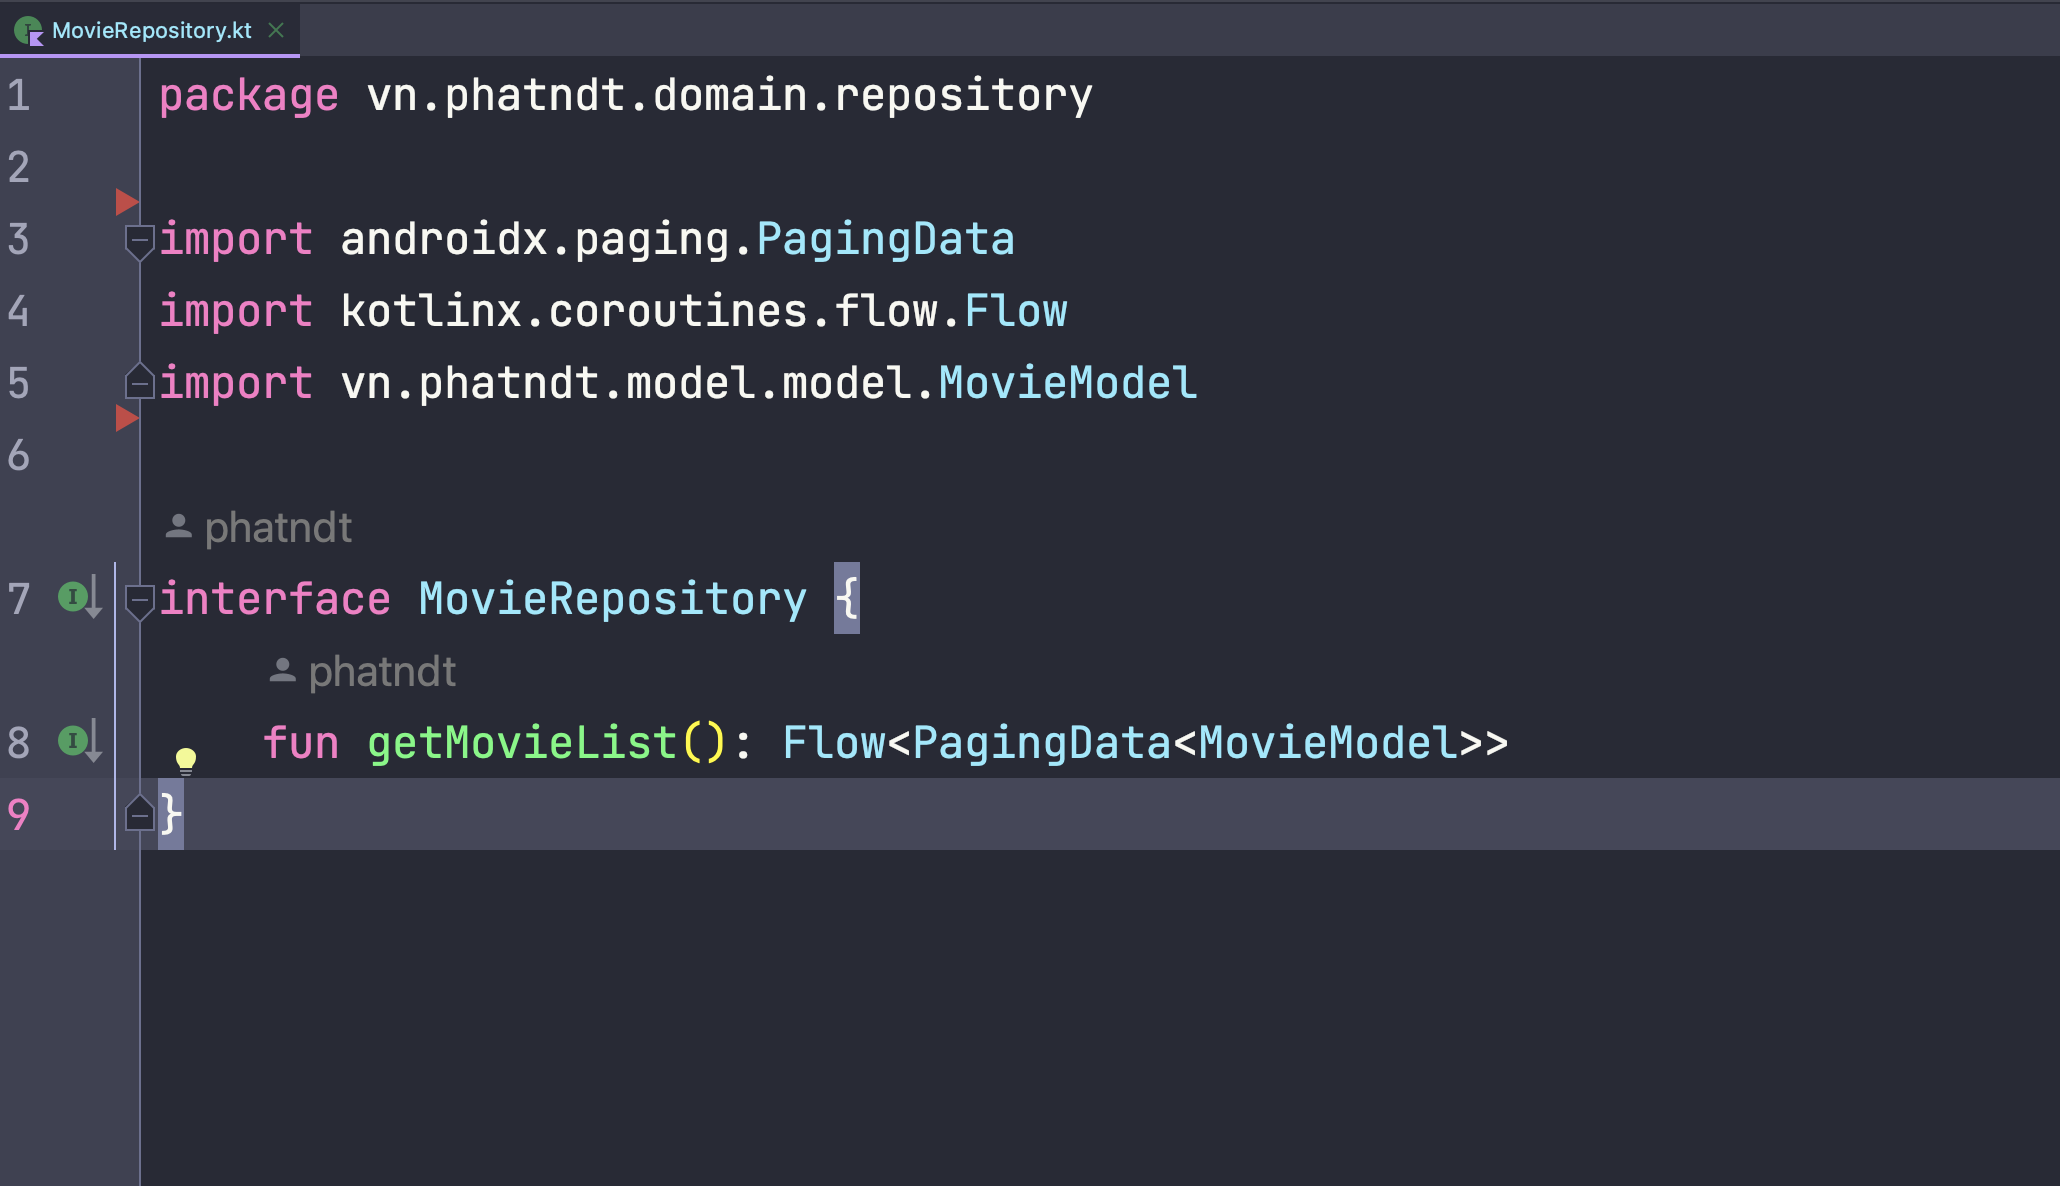 MovieRepository.kt
1 package vn.phatndt.domain.repository
2
3 import androidx.paging.PagingData
4 import kotlinx.coroutines.flow.Flow
5 import vn.phatndt.model.model.MovieModel
6
phatndt
7 interface MovieRepository {
phatndt
8 fun getMovieList(): Flow<PagingData<MovieModel>>
9 }